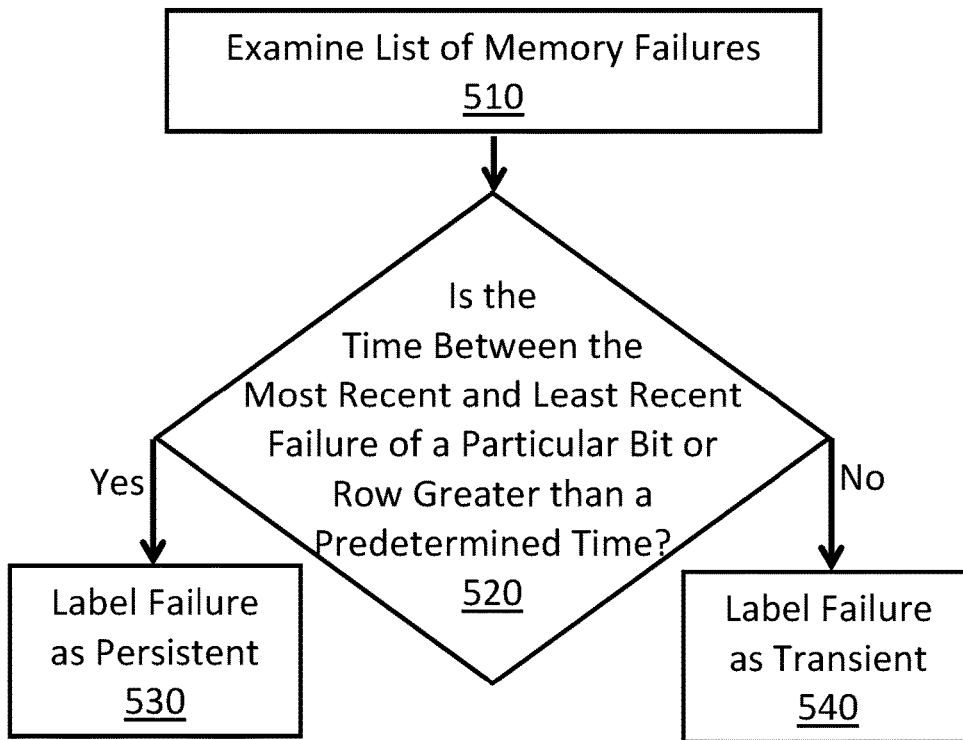 Examine List of Memory Failures
510
Is the
Time Between the
Most Recent and Least Recent
Failure of a Particular Bit or
Row Greater than a
Predetermined Time?
520
Yes
No
Label Failure
as Persistent
530
Label Failure
as Transient
540